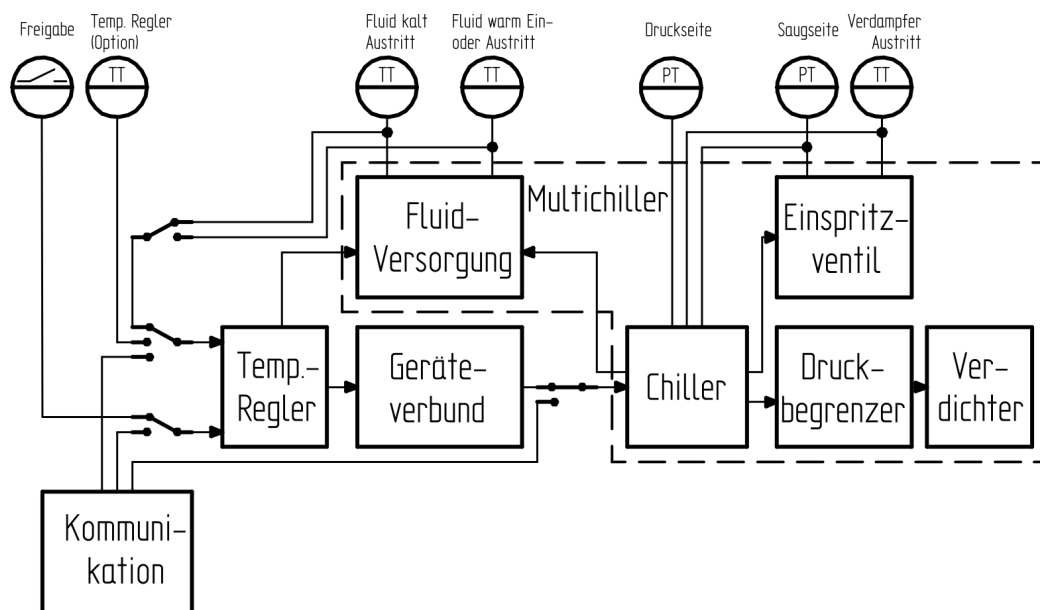 Freigabe
Temp. Regler
(Option)
Fluid kalt
Austritt
Fluid warm Ein-
oder Austritt
Druckseite
Saugseite
Verdampfer
Austritt
TT
TT
TT
PT
PT
TT
Fluid-
Versorgung
Multichiller
Einspritz-
ventil
Temp.-
Regler
Geräte-
verbund
Chiller
Druck-
begrenzer
Ver-
dichter
Kommuni-
kation